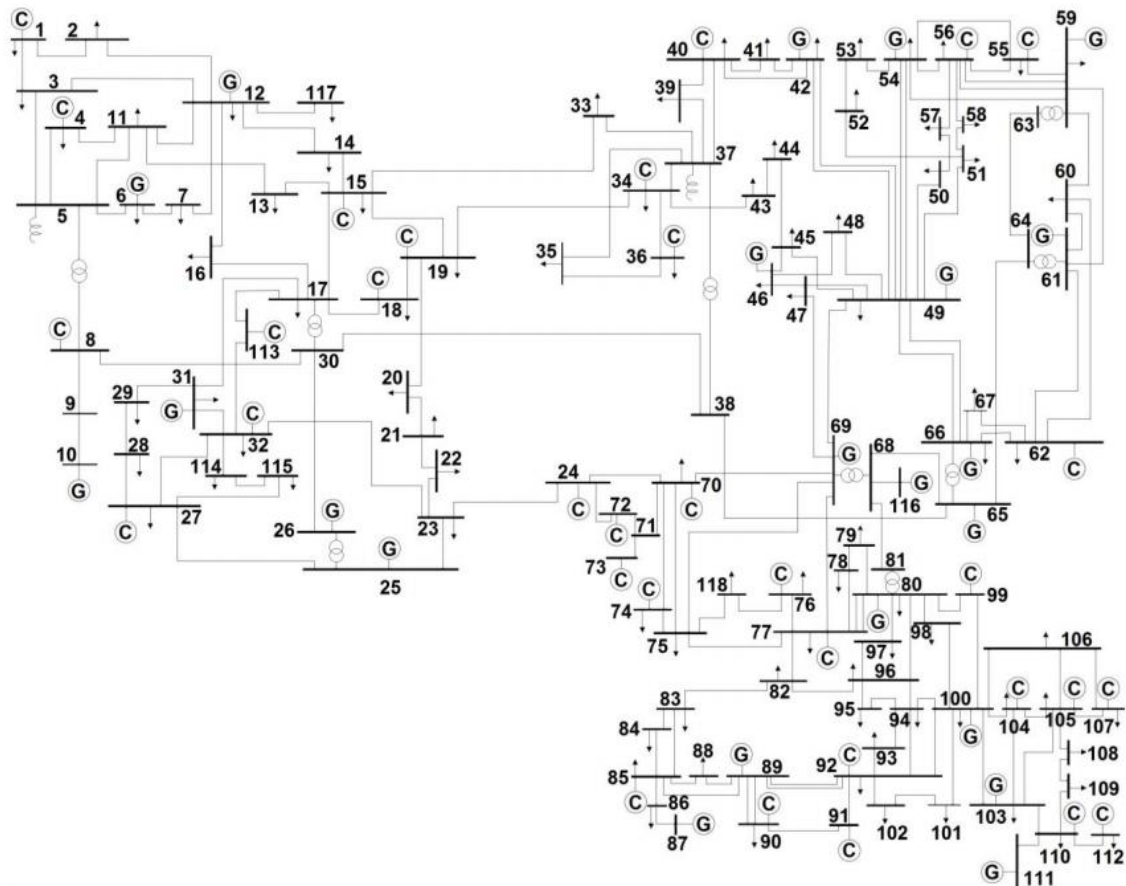 C 1 2 40 C 41 G 53 G 56 C 55 C 59 G
3 G 12 117 39 42 54
C 4 11 33 52 57 58 63
14 44
G 37 51
5 6 7 13 15 C 34 C 43 50 60
C 48 64 G
16 C 19 35 C 36 G 45 G 61
17 C 18 46 47 49
C 8 113 C 30
31 20 67
29 38
9 G C 21 69 66 62
28 32 22 G 68 G C
10 114 115 24 70 G
G 27 26 G 23 C 72 C 116 65
C G C 71 79 81 G
25 73 C 118 C 78 80 C 99
C 74 76 G
75 77 C 97 98 106
82 96
83 95 94 100 C C C
84 88 G 93 G 104 105 107
85 89 92 C 108
C 86 C G 109
87 G 90 91 102 101 103 C C
C 110 112
G 111